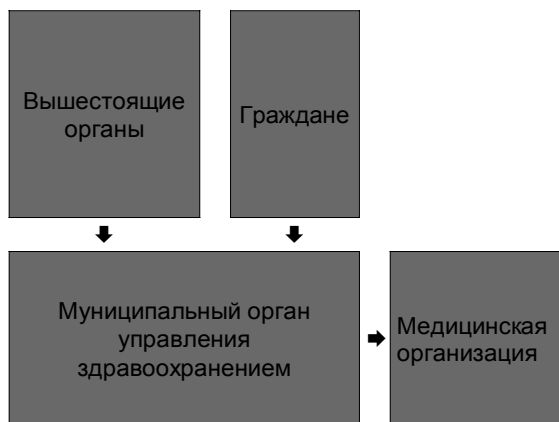 Вышестоящие
органы
Граждане
Муниципальный орган
управления
здравоохранением
Медицинская
организация